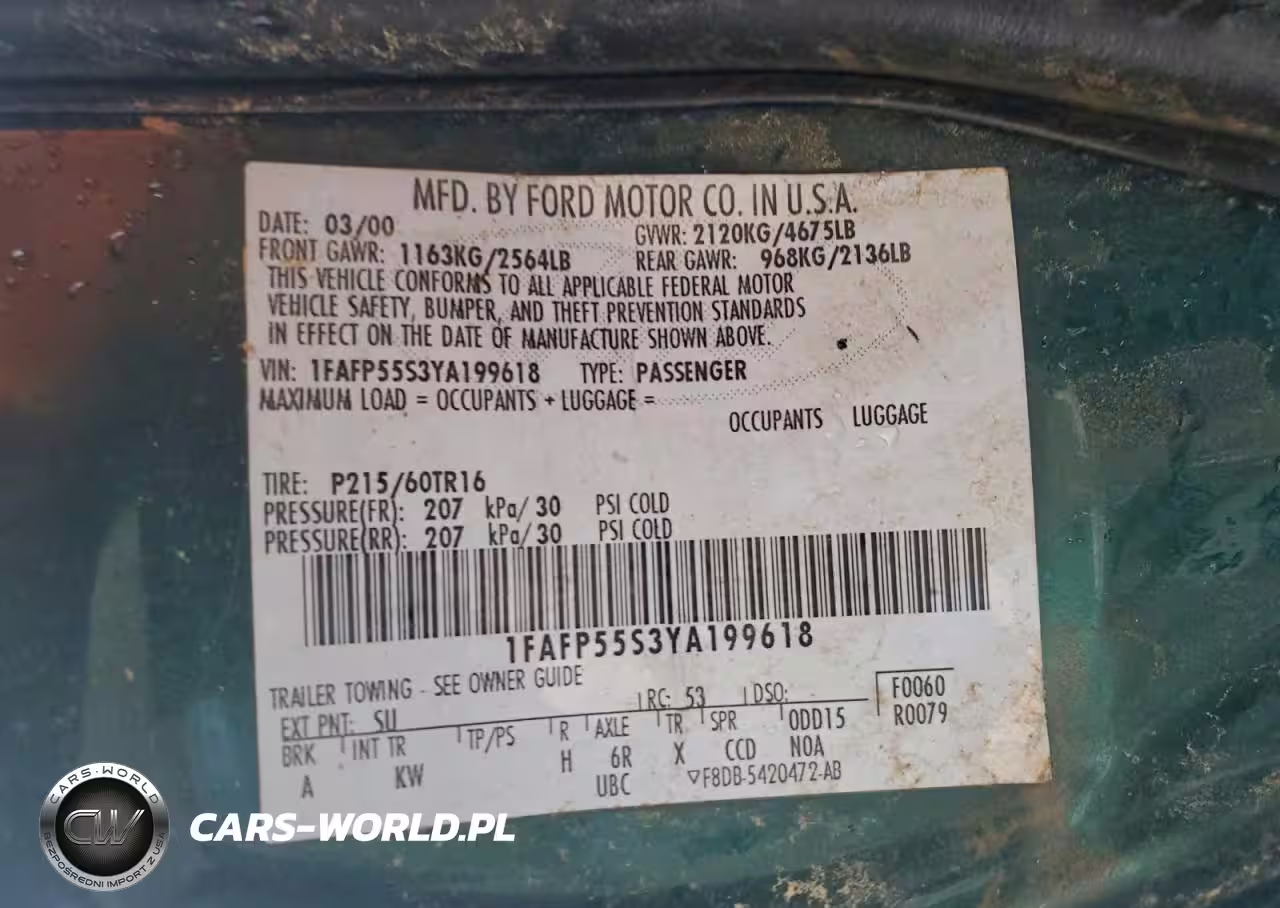 MFD. BY FORD MOTOR CO. IN U.S.A.
DATE: 03/00 GVWR: 2120KG/4675LB
FRONT GAWR: 1163KG/2564LB REAR GAWR: 968KG/2136LB
THIS VEHICLE CONFORMS TO ALL APPLICABLE FEDERAL MOTOR
VEHICLE SAFETY, BUMPER, AND THEFT PREVENTION STANDARDS
IN EFFECT ON THE DATE OF MANUFACTURE SHOWN ABOVE.
VIN: 1FAFP55S3YA199618 TYPE: PASSENGER
MAXIMUM LOAD = OCCUPANTS + LUGGAGE =
OCCUPANTS LUGGAGE
TIRE: P215/60TR16
PRESSURE(FR): 207 kPa/ 30 PSI COLD
PRESSURE(RR): 207 kPa/ 30 PSI COLD
1FAFP55S3YA199618
TRAILER TOWING - SEE OWNER GUIDE
EXT PNT: SU RC: 53 DSO: F0060
BRK INT TR TP/PS R AXLE TR SPR 0DD15 R0079
A KW H 6R X CCD N0A
UBC ▽F8DB-5420472-AB
CARS-WORLD
CW
BEZPOŚREDNI IMPORT Z USA
CARS-WORLD.PL